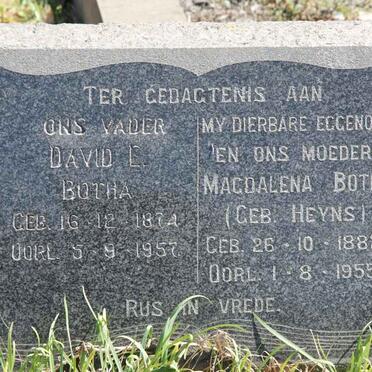 TER GEDAGTENIS AAN
ONS VADER
DAVID E.
BOTHA
GEB. 16-12-1874
OORL. 5-9-1957
MY DIERBARE EGGENO
'EN ONS MOEDER
MAGDALENA BOT
(GEB. HEYNS)
GEB. 26-10-188
OORL. 1-8-1955
RUS IN VREDE.